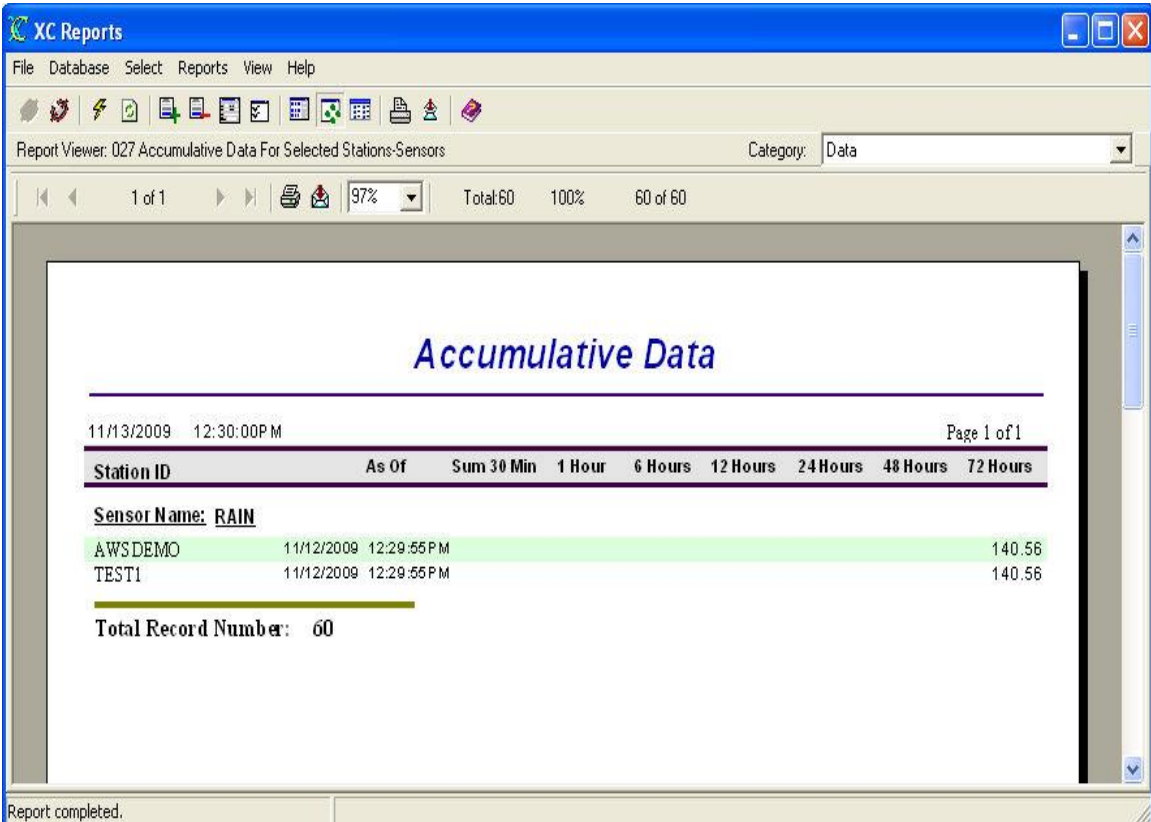 XC Reports
File Database Select Reports View Help
Report Viewer: 027 Accumulative Data For Selected Stations-Sensors Category: Data
1 of 1 97% Total:60 100% 60 of 60
Accumulative Data
11/13/2009 12:30:00PM Page 1 of 1
Station ID As Of Sum 30 Min 1 Hour 6 Hours 12 Hours 24 Hours 48 Hours 72 Hours
Sensor Name: RAIN
AWSDEMO 11/12/2009 12:29:55PM 140.56
TEST1 11/12/2009 12:29:55PM 140.56
Total Record Number: 60
Report completed.